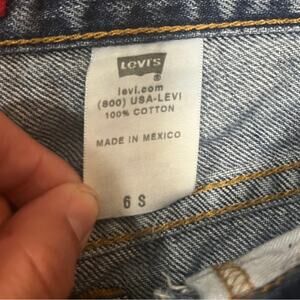 LEVI'S
®
levi.com
(800) USA-LEVI
100% COTTON
MADE IN MEXICO
6 S